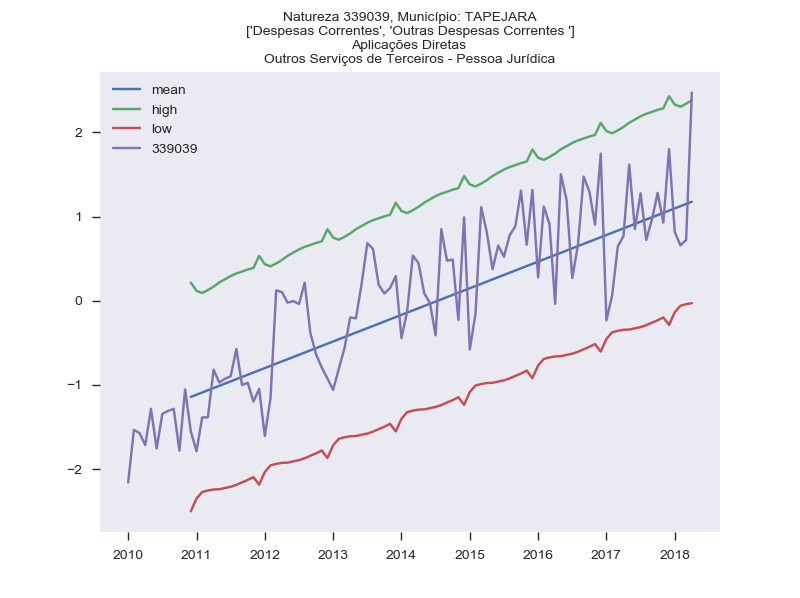 Natureza 339039, Município: TAPEJARA
['Despesas Correntes', 'Outras Despesas Correntes ']
Aplicações Diretas
Outros Serviços de Terceiros - Pessoa Jurídica
mean
high
low
339039
2
1
0
−1
−2
2010 2011 2012 2013 2014 2015 2016 2017 2018